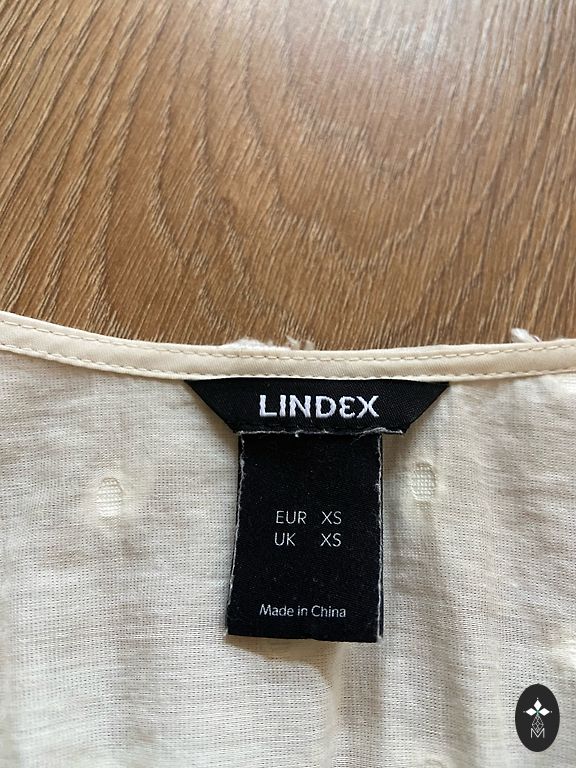 LINDEX
EUR XS
UK XS
Made in China
M